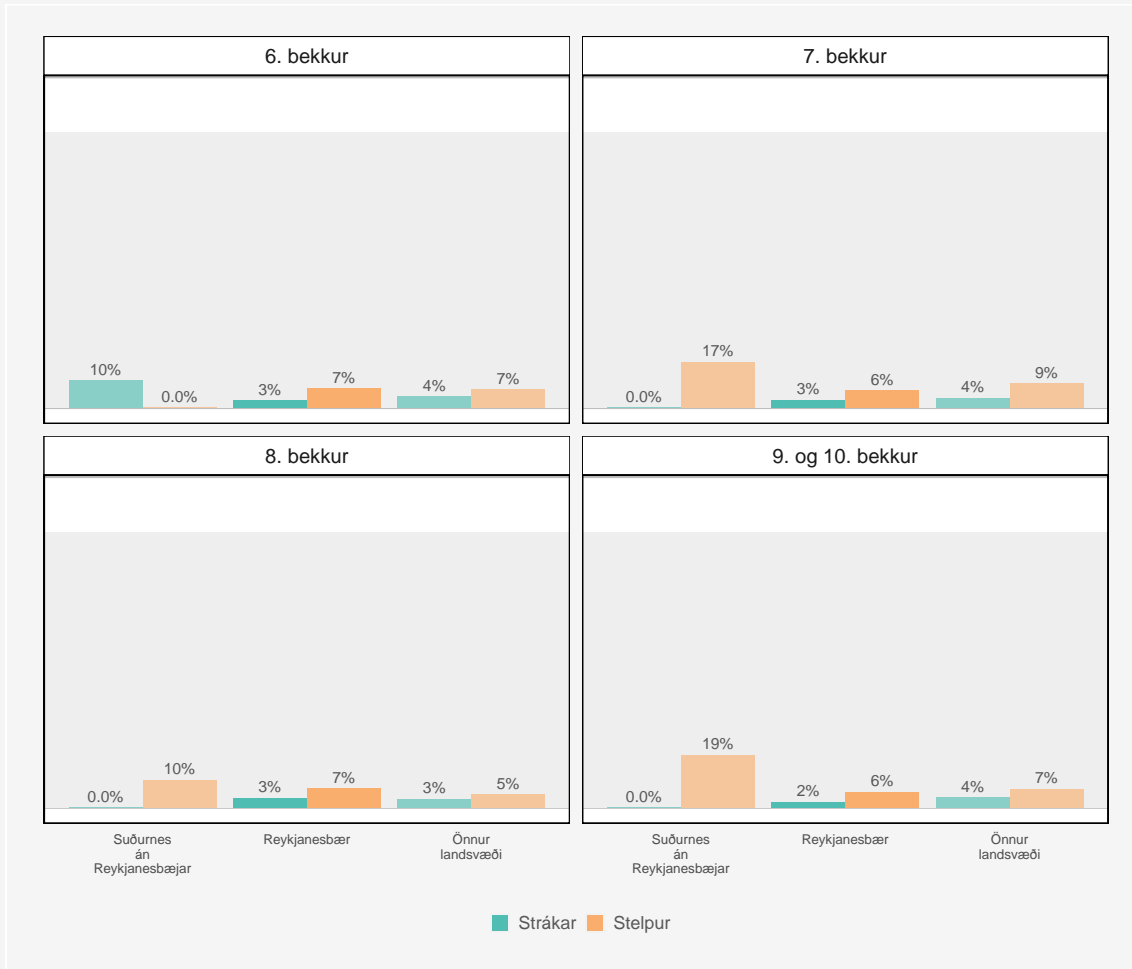 6. bekkur
7. bekkur
10%
0.0%
3%
7%
4%
7%
0.0%
17%
3%
6%
4%
9%
8. bekkur
9. og 10. bekkur
0.0%
10%
3%
7%
3%
5%
0.0%
19%
2%
6%
4%
7%
Suðurnes
án
Reykjanesbæjar
Reykjanesbær
Önnur
landsvæði
Suðurnes
án
Reykjanesbæjar
Reykjanesbær
Önnur
landsvæði
Strákar
Stelpur